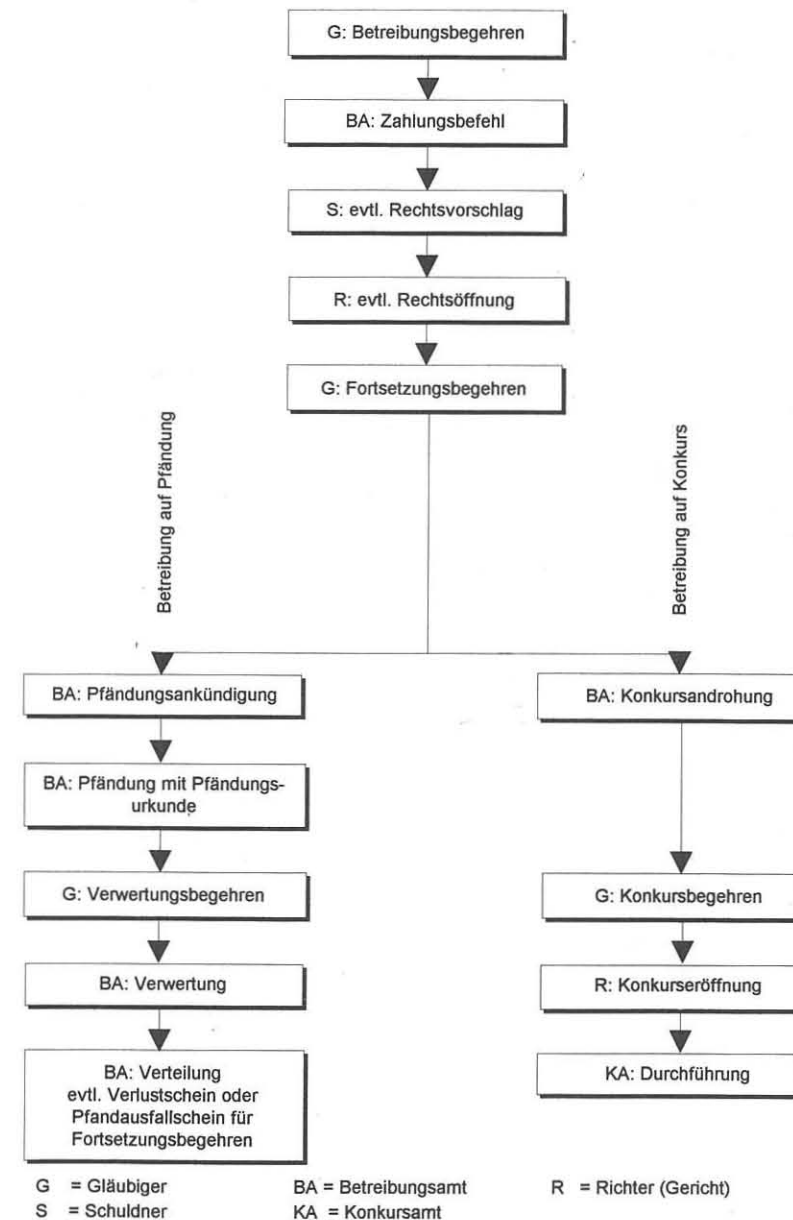 G: Betreibungsbegehren
BA: Zahlungsbefehl
S: evtl. Rechtsvorschlag
R: evtl. Rechtsöffnung
G: Fortsetzungsbegehren
Betreibung auf Pfändung
BA: Pfändungsankündigung
BA: Pfändung mit Pfändungs-
urkunde
G: Verwertungsbegehren
BA: Verwertung
BA: Verteilung
evtl. Verlustschein oder
Pfandausfallschein für
Fortsetzungsbegehren
Betreibung auf Konkurs
BA: Konkursandrohung
G: Konkursbegehren
R: Konkurseröffnung
KA: Durchführung
G = Gläubiger
S = Schuldner
BA = Betreibungsamt
KA = Konkursamt
R = Richter (Gericht)